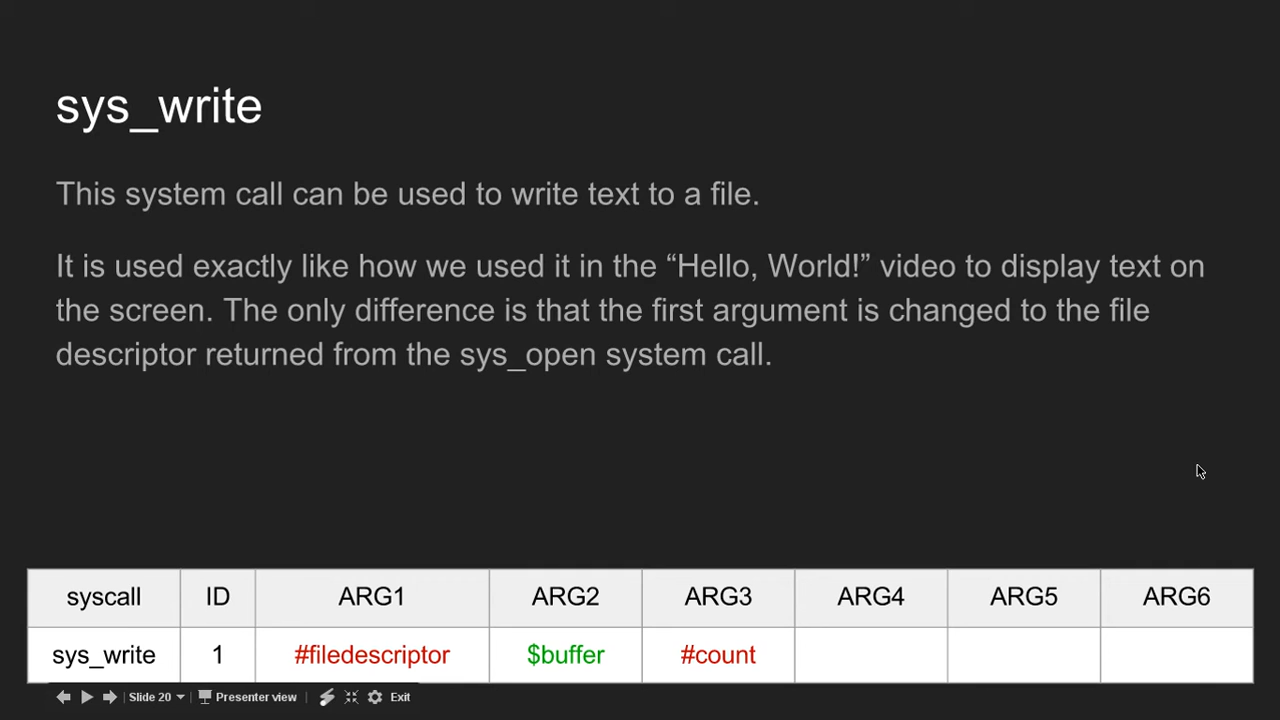 sys_write
This system call can be used to write text to a file.
It is used exactly like how we used it in the “Hello, World!” video to display text on
the screen. The only difference is that the first argument is changed to the file
descriptor returned from the sys_open system call.
syscall ID ARG1 ARG2 ARG3 ARG4 ARG5 ARG6
sys_write 1 #filedescriptor $buffer #count
Slide 20 Presenter view Exit